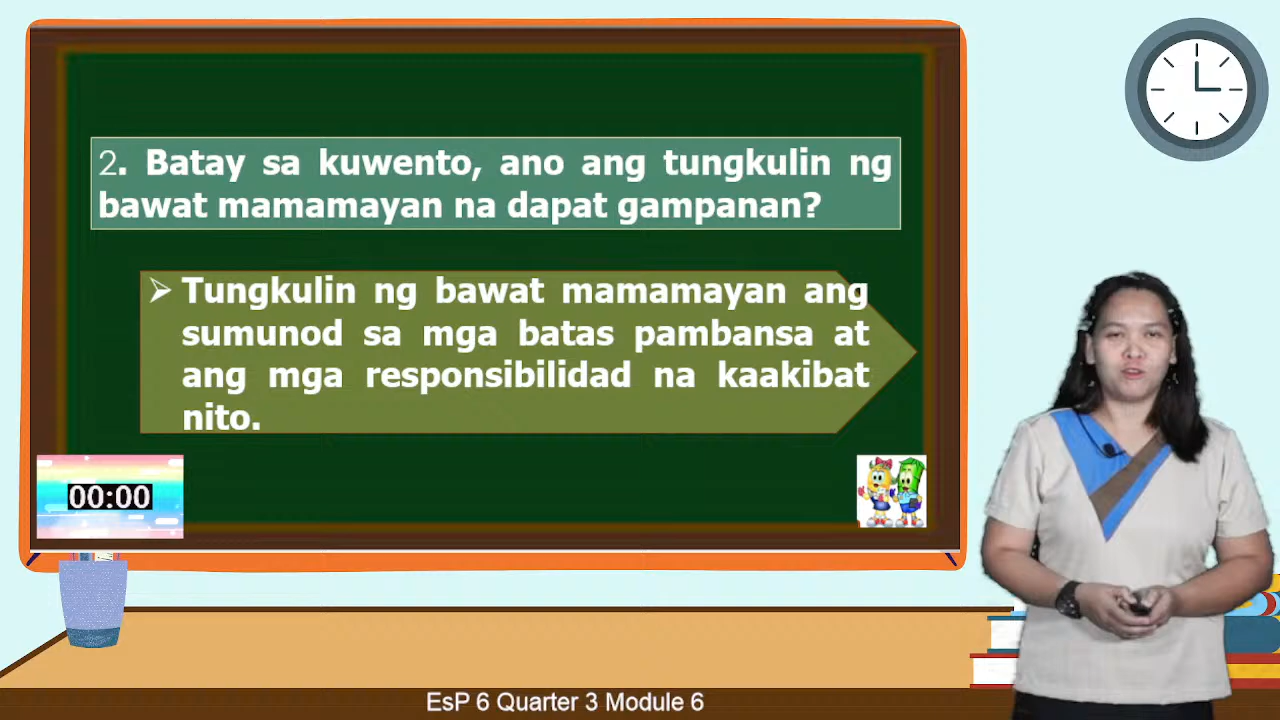 2. Batay sa kuwento, ano ang tungkulin ng
bawat mamamayan na dapat gampanan?
➢ Tungkulin ng bawat mamamayan ang
sumunod sa mga batas pambansa at
ang mga responsibilidad na kaakibat
nito.
00:00
EsP 6 Quarter 3 Module 6